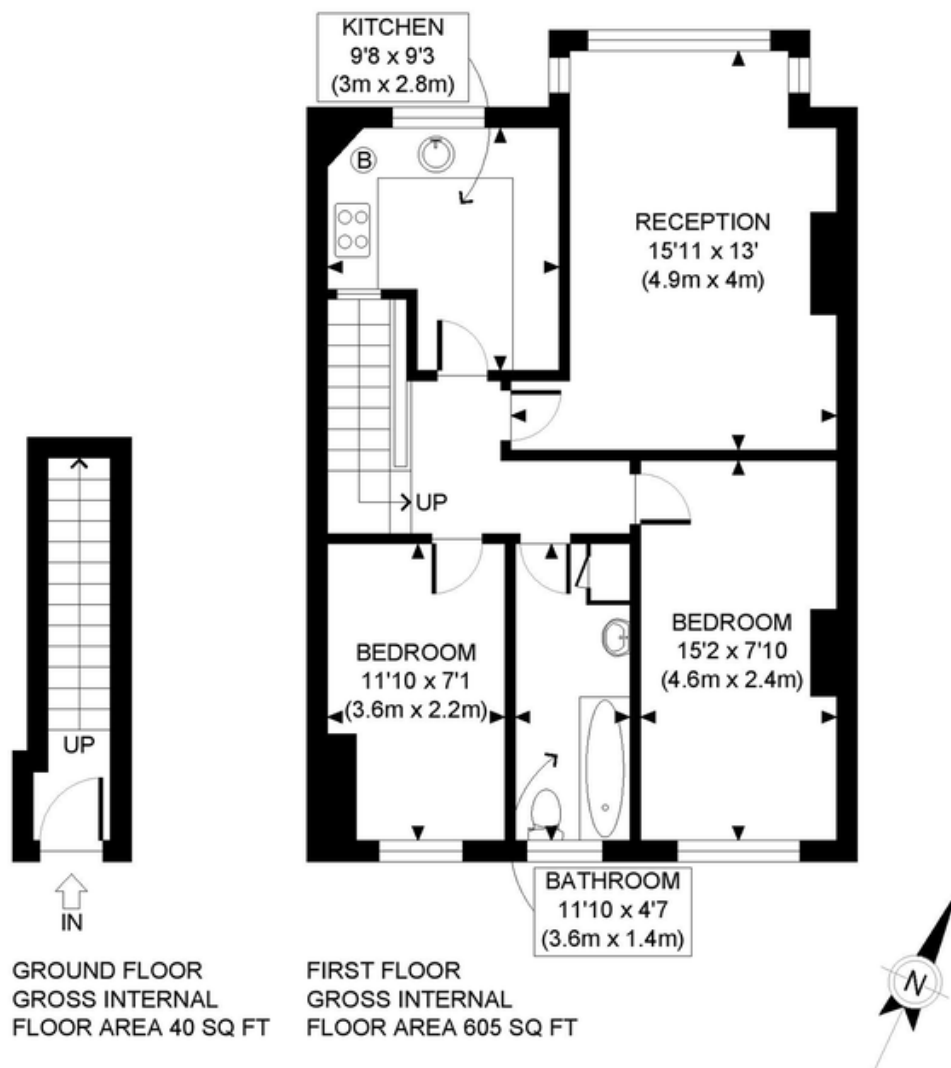 KITCHEN
9'8 x 9'3
(3m x 2.8m)
B
RECEPTION
15'11 x 13'
(4.9m x 4m)
UP
UP
BEDROOM
11'10 x 7'1
(3.6m x 2.2m)
BEDROOM
15'2 x 7'10
(4.6m x 2.4m)
BATHROOM
11'10 x 4'7
(3.6m x 1.4m)
IN
GROUND FLOOR
GROSS INTERNAL
FLOOR AREA 40 SQ FT
FIRST FLOOR
GROSS INTERNAL
FLOOR AREA 605 SQ FT
N